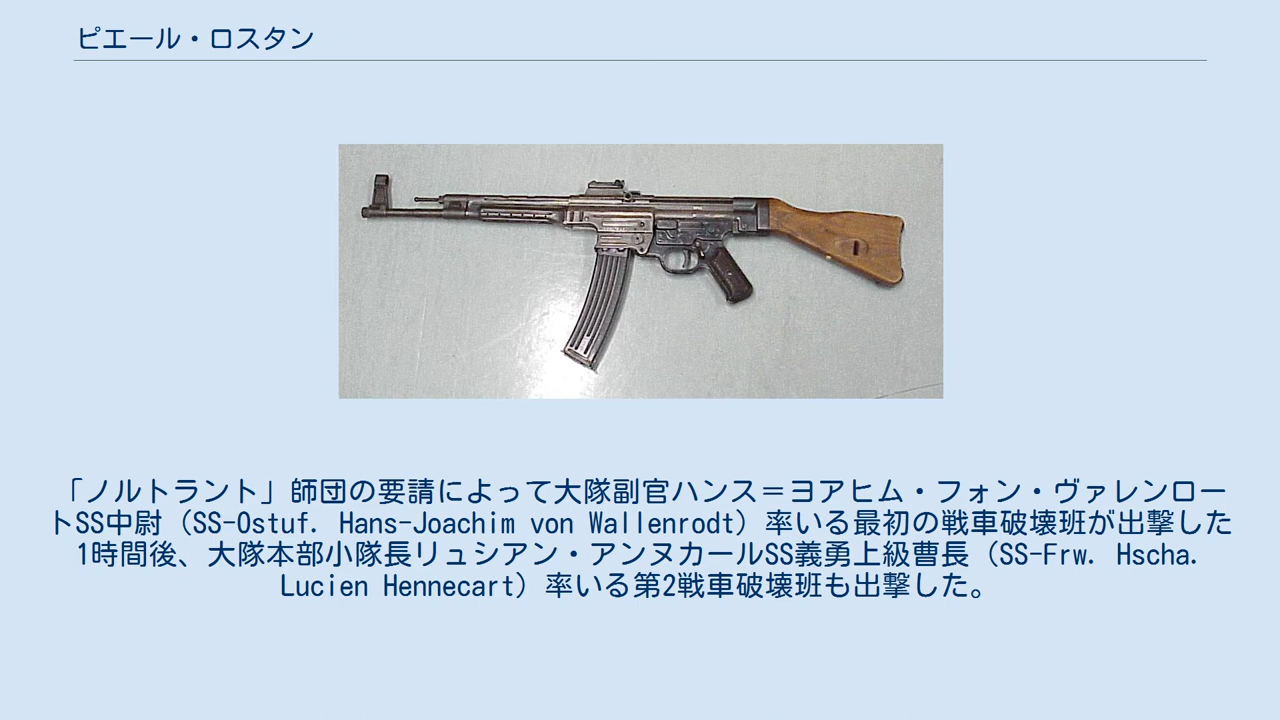 ピエール・ロスタン
「ノルトラント」師団の要請によって大隊副官ハンス＝ヨアヒム・フォン・ヴァレンロー
トSS中尉（SS-Ostuf. Hans-Joachim von Wallenrodt）率いる最初の戦車破壊班が出撃した
1時間後、大隊本部小隊長リュシアン・アンヌカールSS義勇上級曹長（SS-Frw. Hscha.
Lucien Hennecart）率いる第2戦車破壊班も出撃した。